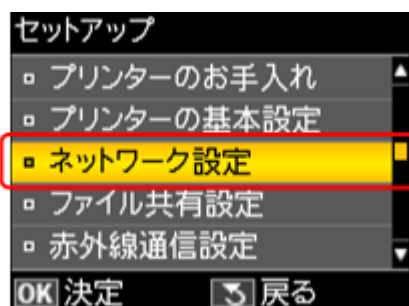 セットアップ
プリンターのお手入れ
プリンターの基本設定
ネットワーク設定
ファイル共有設定
赤外線通信設定
OK 決定 戻る